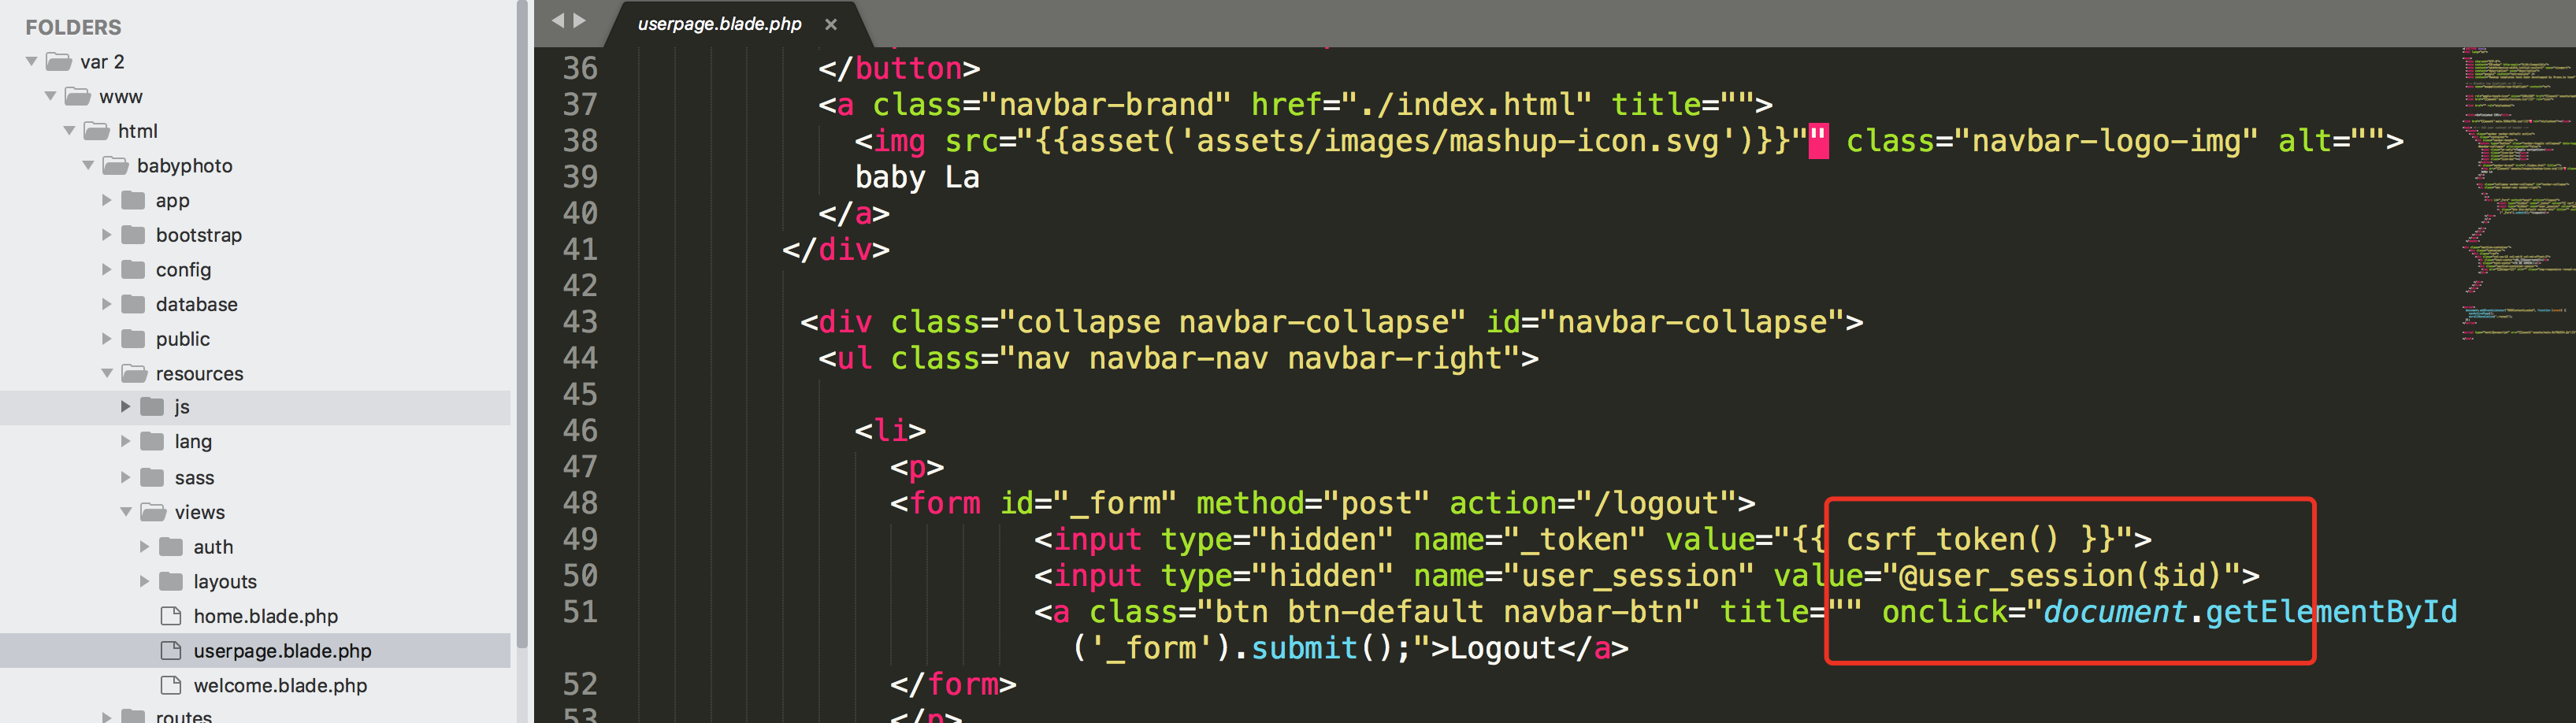 FOLDERS
var 2
www
html
babyphoto
app
bootstrap
config
database
public
resources
js
lang
sass
views
auth
layouts
home.blade.php
userpage.blade.php
welcome.blade.php
routes
userpage.blade.php ×
36 </button>
37 <a class="navbar-brand" href="./index.html" title="">
38 <img src="{{asset('assets/images/mashup-icon.svg')}}"" class="navbar-logo-img" alt="">
39 baby La
40 </a>
41 </div>
42
43 <div class="collapse navbar-collapse" id="navbar-collapse">
44 <ul class="nav navbar-nav navbar-right">
45
46 <li>
47 <p>
48 <form id="_form" method="post" action="/logout">
49 <input type="hidden" name="_token" value="{{ csrf_token() }}">
50 <input type="hidden" name="user_session" value="@user_session($id)">
51 <a class="btn btn-default navbar-btn" title="" onclick="document.getElementById
('_form').submit();">Logout</a>
52 </form>
53 </p>